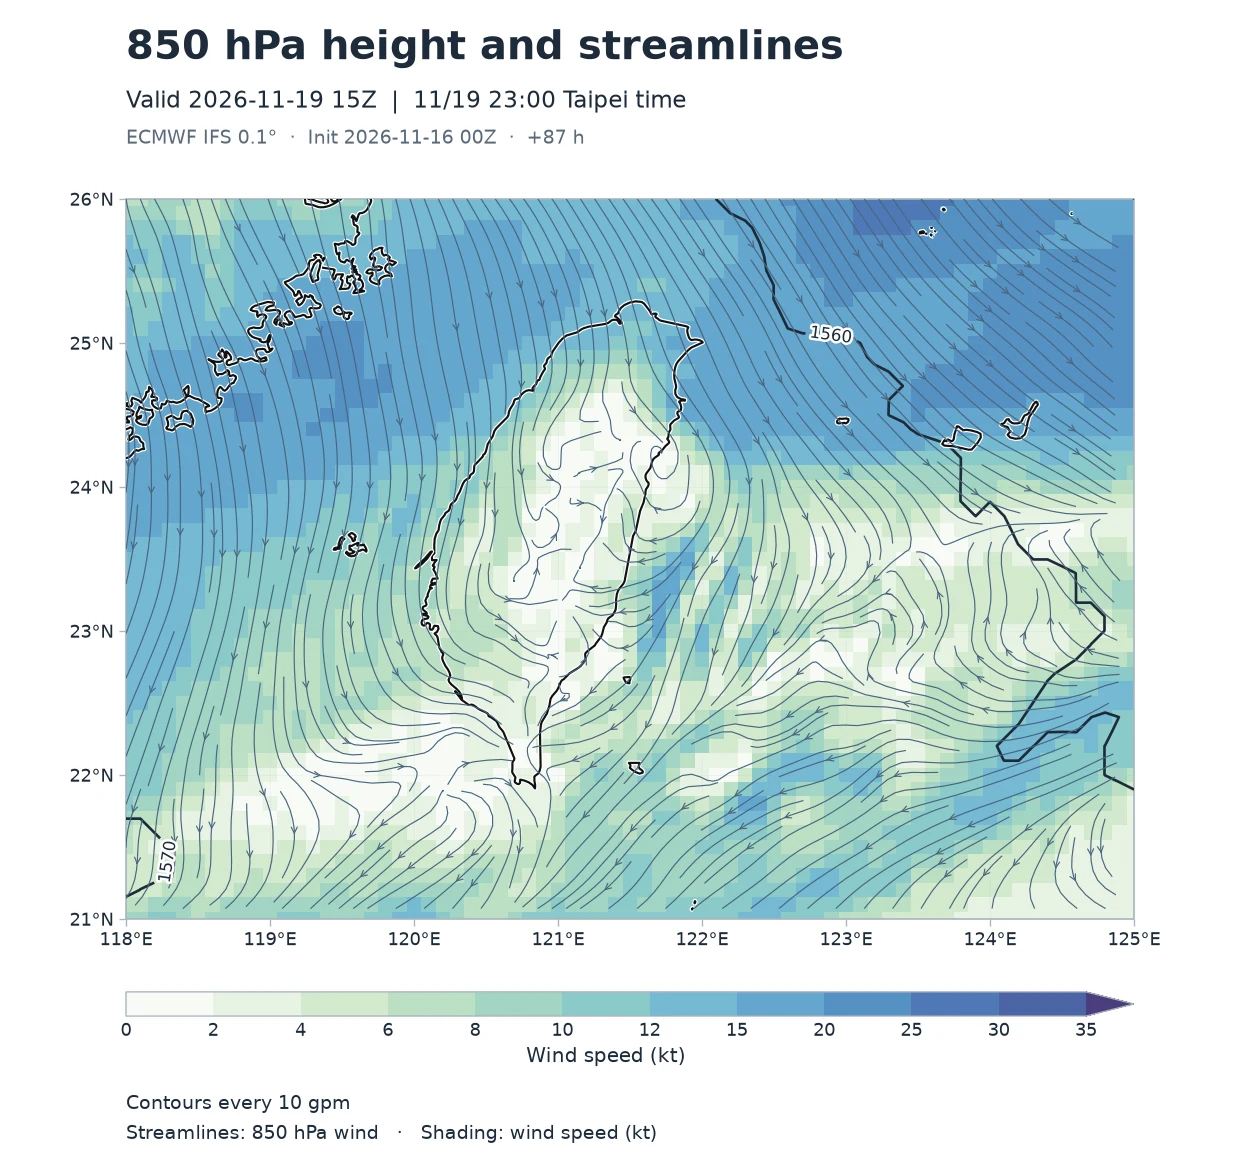 850 hPa height and streamlines
Valid 2026-11-19 15Z | 11/19 23:00 Taipei time
ECMWF IFS 0.1° · Init 2026-11-16 00Z · +87 h
26°N
25°N
1560
24°N
23°N
22°N
1570
21°N
118°E 119°E 120°E 121°E 122°E 123°E 124°E 125°E
0 2 4 6 8 10 12 15 20 25 30 35
Wind speed (kt)
Contours every 10 gpm
Streamlines: 850 hPa wind · Shading: wind speed (kt)